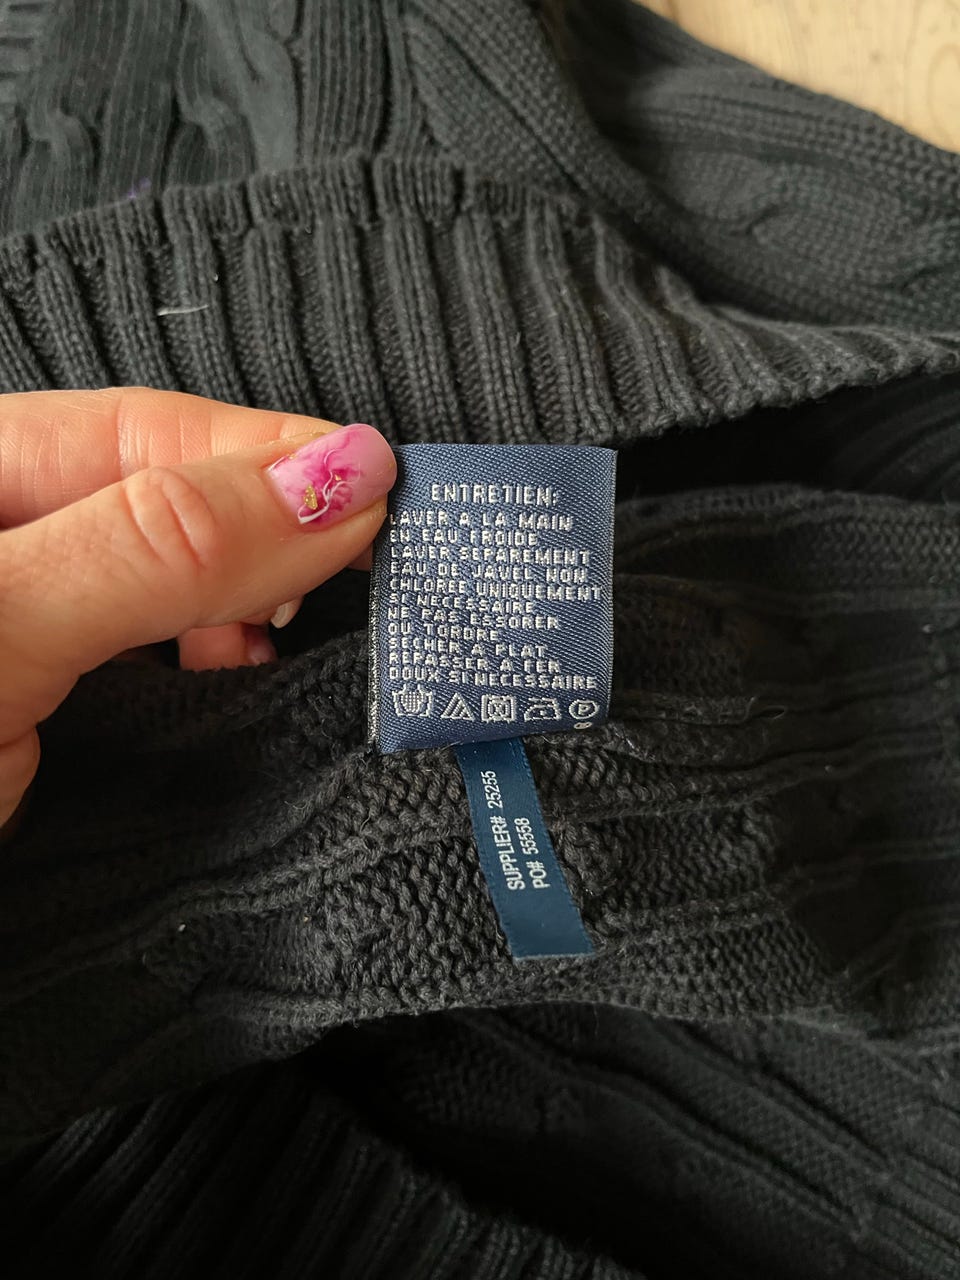 ENTRETIEN:
LAVER A LA MAIN
EN EAU FROIDE
LAVER SEPAREMENT
EAU DE JAVEL NON
CHLOREE UNIQUEMENT
SI NECESSAIRE
NE PAS ESSORER
OU TORDRE
SECHER A PLAT
REPASSER A FER
DOUX SI NECESSAIRE
P
SUPPLIER# 25255
PO# 55558